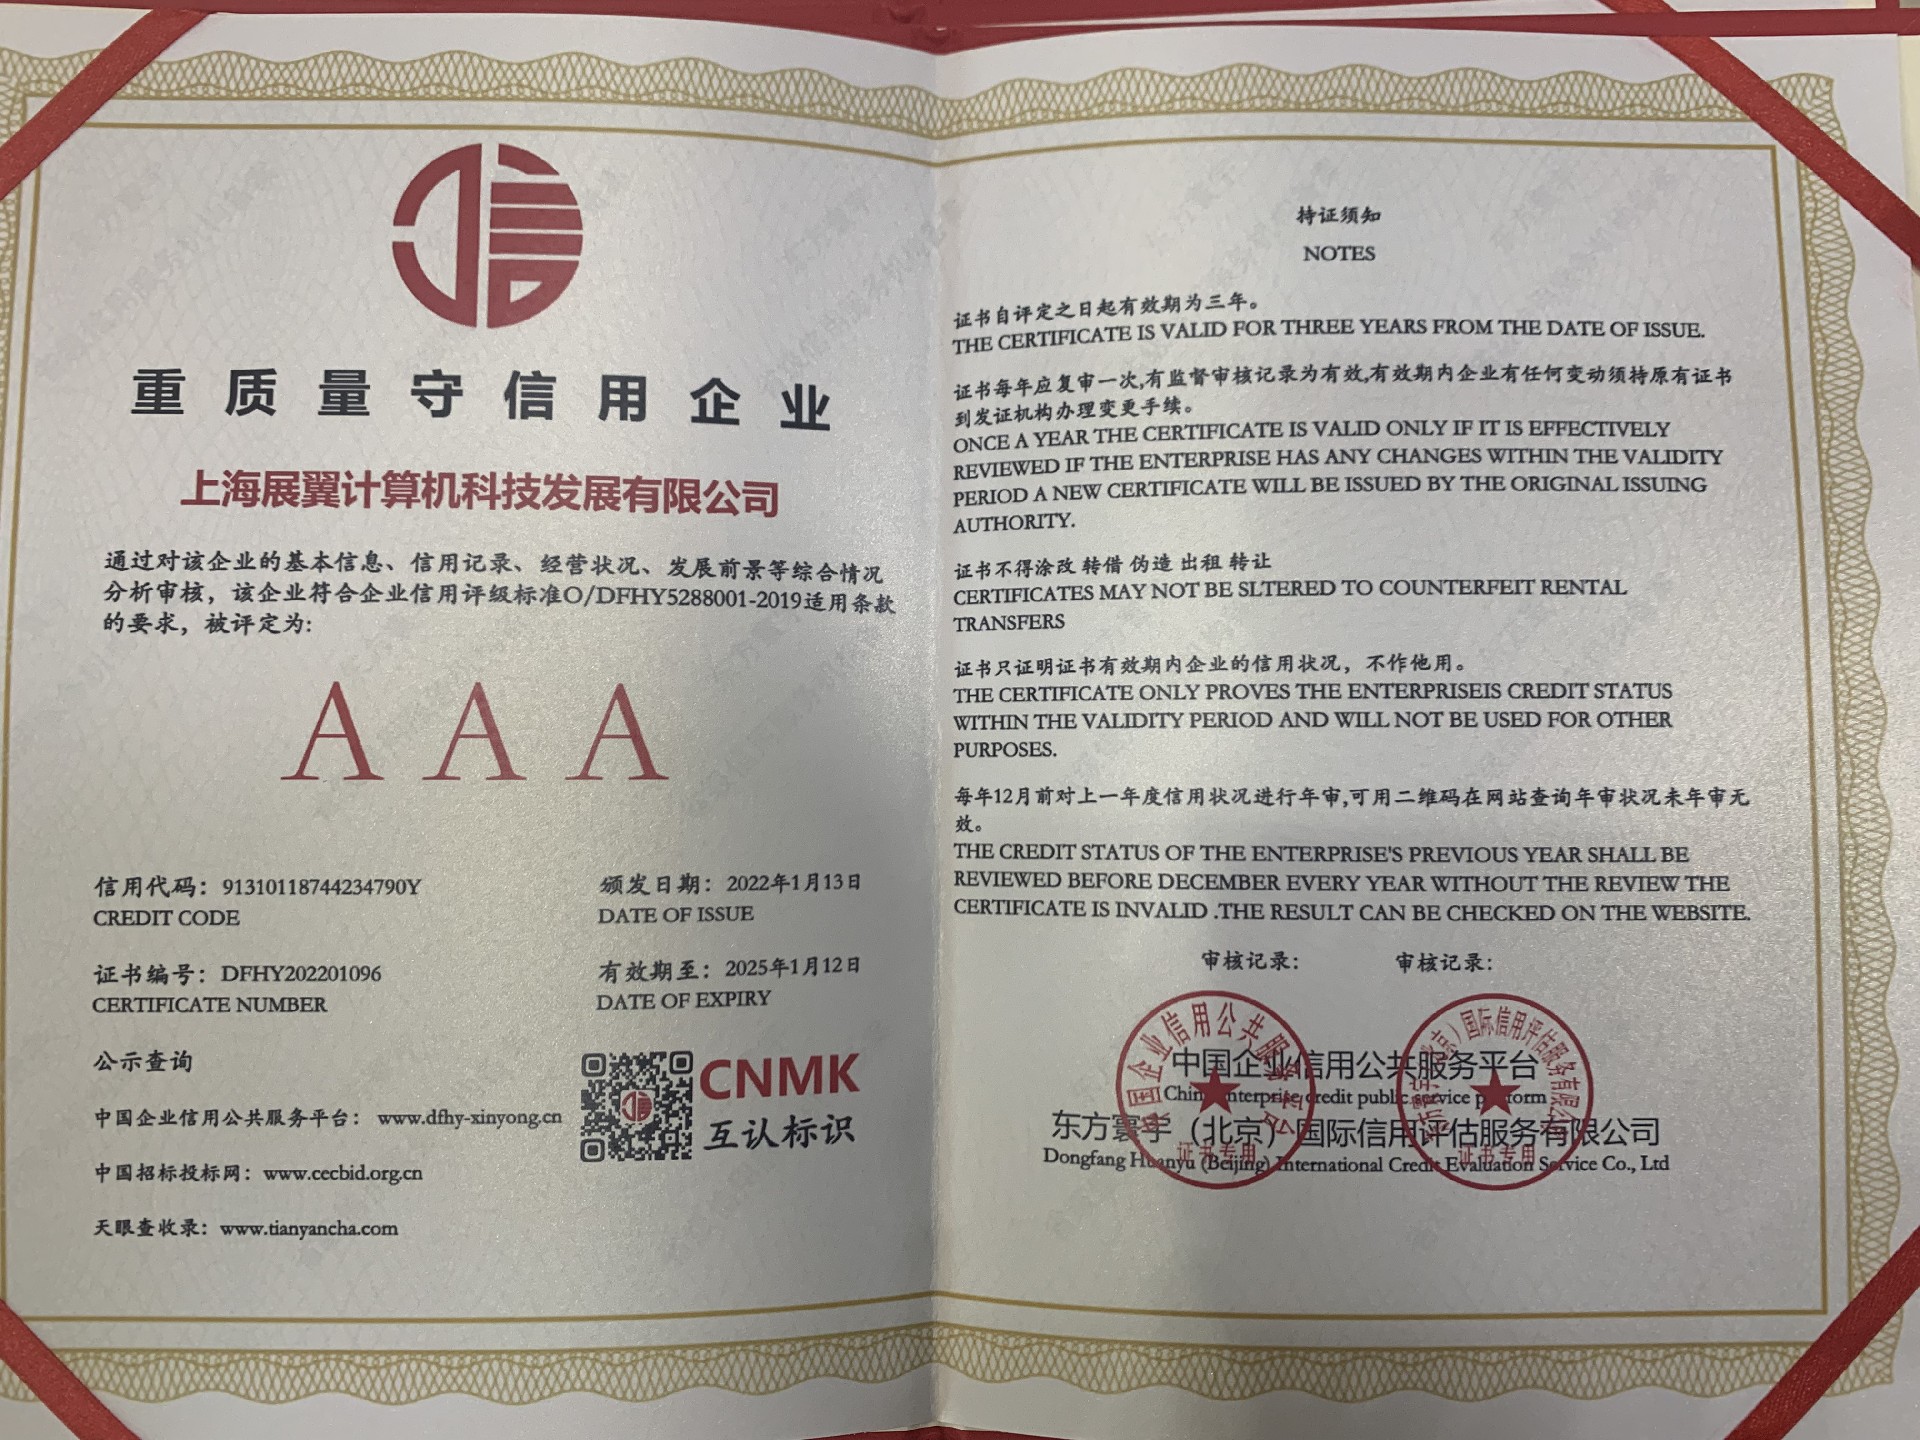 重质量守信用企业
上海展翼计算机科技发展有限公司
通过对该企业的基本信息、信用记录、经营状况、发展前景等综合情况
分析审核，该企业符合企业信用评级标准O/DFHY5288001-2019适用条款
的要求，被评定为:
AAA
信用代码：91310118744234790Y
CREDIT CODE
颁发日期：2022年1月13日
DATE OF ISSUE
证书编号：DFHY202201096
CERTIFICATE NUMBER
有效期至：2025年1月12日
DATE OF EXPIRY
公示查询
中国企业信用公共服务平台：www.dfhy-xinyong.cn
中国招标投标网：www.cecbid.org.cn
天眼查收录：www.tianyancha.com
CNMK
互认标识
持证须知
NOTES
证书自评定之日起有效期为三年。
THE CERTIFICATE IS VALID FOR THREE YEARS FROM THE DATE OF ISSUE.
证书每年应复审一次,有监督审核记录为有效,有效期内企业有任何变动须持原有证书
到发证机构办理变更手续。
ONCE A YEAR THE CERTIFICATE IS VALID ONLY IF IT IS EFFECTIVELY
REVIEWED IF THE ENTERPRISE HAS ANY CHANGES WITHIN THE VALIDITY
PERIOD A NEW CERTIFICATE WILL BE ISSUED BY THE ORIGINAL ISSUING
AUTHORITY.
证书不得涂改 转借 伪造 出租 转让
CERTIFICATES MAY NOT BE SLTERED TO COUNTERFEIT RENTAL
TRANSFERS
证书只证明证书有效期内企业的信用状况，不作他用。
THE CERTIFICATE ONLY PROVES THE ENTERPRISEIS CREDIT STATUS
WITHIN THE VALIDITY PERIOD AND WILL NOT BE USED FOR OTHER
PURPOSES.
每年12月前对上一年度信用状况进行年审,可用二维码在网站查询年审状况未年审无
效。
THE CREDIT STATUS OF THE ENTERPRISE'S PREVIOUS YEAR SHALL BE
REVIEWED BEFORE DECEMBER EVERY YEAR WITHOUT THE REVIEW THE
CERTIFICATE IS INVALID .THE RESULT CAN BE CHECKED ON THE WEBSITE.
审核记录: 审核记录:
中国企业信用公共服务平台
China enterprise credit public service platform
东方寰宇（北京）国际信用评估服务有限公司
Dongfang Huanyu (Beijing) International Credit Evaluation Service Co., Ltd
证书专用
证书专用